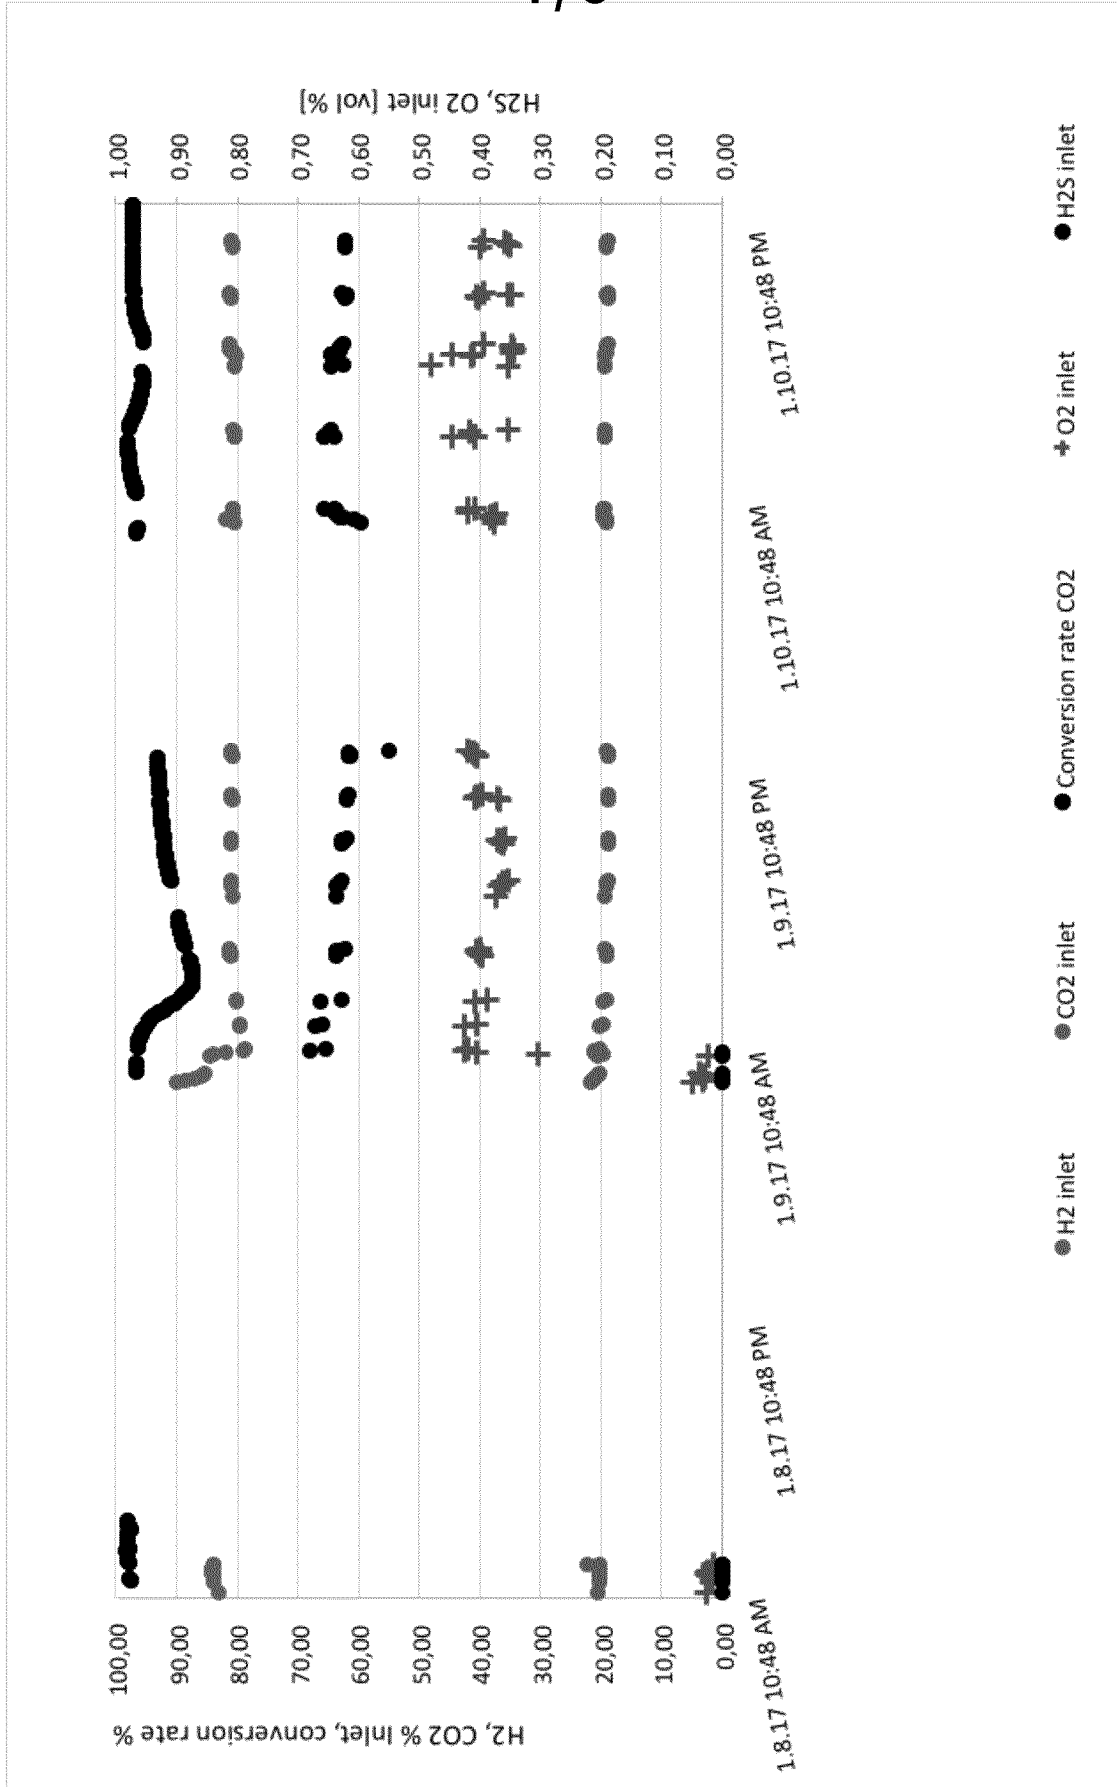 H2S, O2 inlet [vol %]
1,00
0,90
0,80
0,70
0,60
0,50
0,40
0,30
0,20
0,10
0,00
100,00
90,00
80,00
70,00
60,00
50,00
40,00
30,00
20,00
10,00
0,00
H2, CO2 % Inlet, conversion rate %
1.8.17 10:48 AM
1.8.17 10:48 PM
1.9.17 10:48 AM
1.9.17 10:48 PM
1.10.17 10:48 AM
1.10.17 10:48 PM
H2 inlet
CO2 inlet
Conversion rate CO2
O2 inlet
H2S inlet